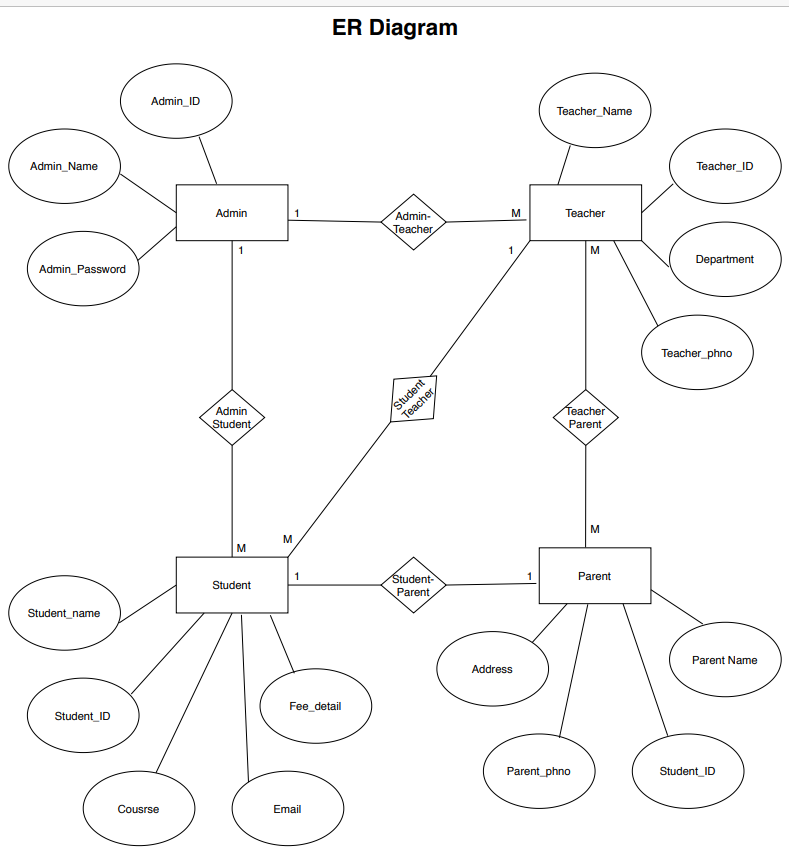 ER Diagram
Admin_ID
Teacher_Name
Admin_Name
Teacher_ID
Admin
1
Admin-
Teacher
M
Teacher
1
1
M
Admin_Password
Department
Teacher_phno
Student
Teacher
Admin
Student
Teacher
Parent
M
M
M
Student
1
Student-
Parent
1
Parent
Student_name
Address
Parent Name
Student_ID
Fee_detail
Parent_phno
Student_ID
Cousrse
Email